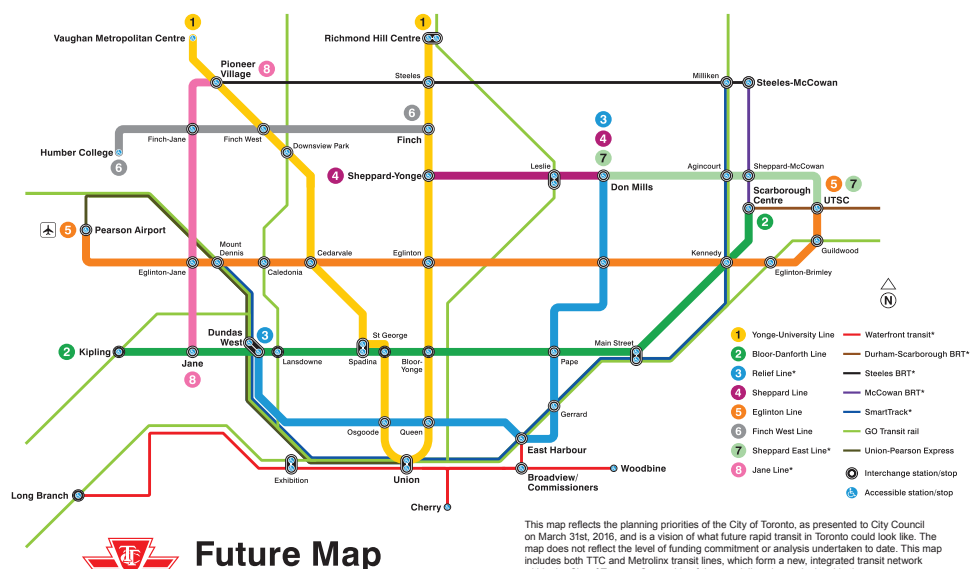 1
1
Vaughan Metropolitan Centre
Richmond Hill Centre
Pioneer
Village
8
Steeles
Milliken
Steeles-McCowan
6
3
Finch-Jane
Finch West
Finch
4
Downsview Park
Humber College
7
6
Leslie
Agincourt
Sheppard-McCowan
4 Sheppard-Yonge
Don Mills
5 7
Scarborough
Centre
UTSC
2
5 Pearson Airport
Mount
Dennis
Cedarvale
Eglinton
Kennedy
Guildwood
Eglinton-Jane
Caledonia
Eglinton-Brimley
N
Dundas
West
3
St George
Main Street
2 Kipling
Jane
Lansdowne
Spadina
Bloor-
Yonge
Pape
8
Gerrard
Osgoode
Queen
East Harbour
Exhibition
Union
Broadview/
Commissioners
Woodbine
Long Branch
Cherry
1 Yonge-University Line
2 Bloor-Danforth Line
3 Relief Line*
4 Sheppard Line
5 Eglinton Line
6 Finch West Line
7 Sheppard East Line*
8 Jane Line*
Waterfront transit*
Durham-Scarborough BRT*
Steeles BRT*
McCowan BRT*
SmartTrack*
GO Transit rail
Union-Pearson Express
Interchange station/stop
Accessible station/stop
TTC
Future Map
This map reflects the planning priorities of the City of Toronto, as presented to City Council
on March 31st, 2016, and is a vision of what future rapid transit in Toronto could look like. The
map does not reflect the level of funding commitment or analysis undertaken to date. This map
includes both TTC and Metrolinx transit lines, which form a new, integrated transit network